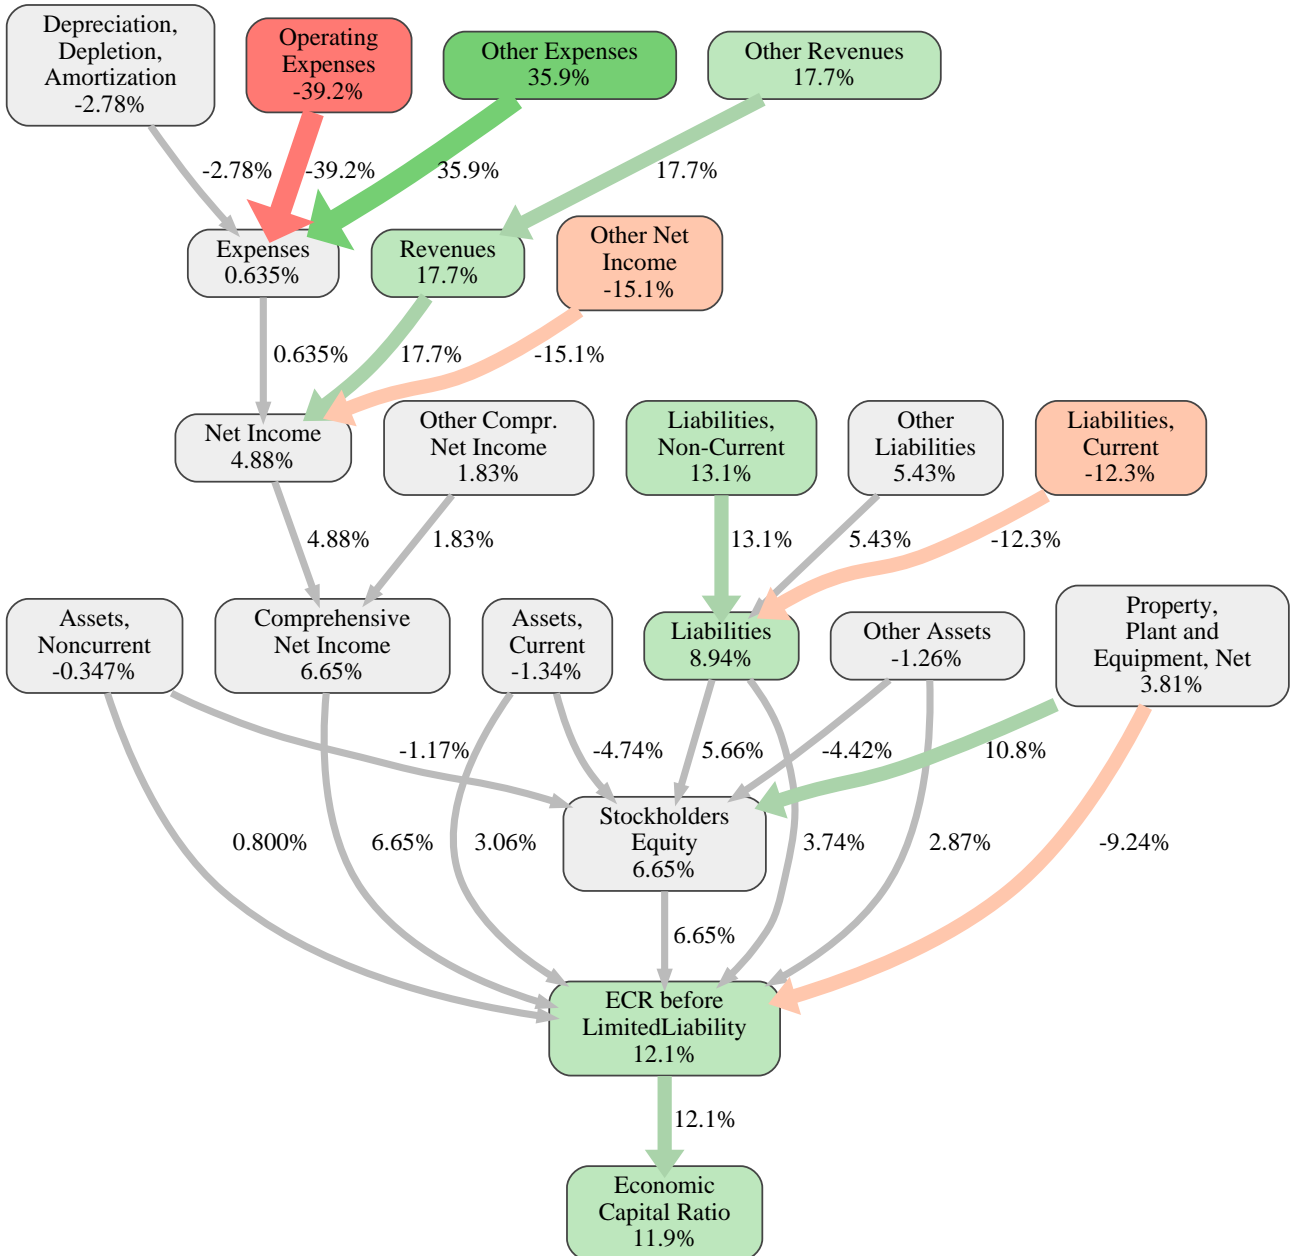 Depreciation,
Depletion,
Amortization
-2.78%
Operating
Expenses
-39.2%
Other Expenses
35.9%
Other Revenues
17.7%
-2.78%
-39.2%
35.9%
17.7%
Expenses
0.635%
Revenues
17.7%
Other Net
Income
-15.1%
0.635%
17.7%
-15.1%
Net Income
4.88%
Other Compr.
Net Income
1.83%
Liabilities,
Non-Current
13.1%
Other
Liabilities
5.43%
Liabilities,
Current
-12.3%
4.88%
1.83%
13.1%
5.43%
-12.3%
Assets,
Noncurrent
-0.347%
Comprehensive
Net Income
6.65%
Assets,
Current
-1.34%
Liabilities
8.94%
Other Assets
-1.26%
Property,
Plant and
Equipment, Net
3.81%
-1.17%
-4.74%
5.66%
-4.42%
10.8%
Stockholders
Equity
6.65%
0.800%
6.65%
3.06%
3.74%
2.87%
-9.24%
6.65%
ECR before
LimitedLiability
12.1%
12.1%
Economic
Capital Ratio
11.9%